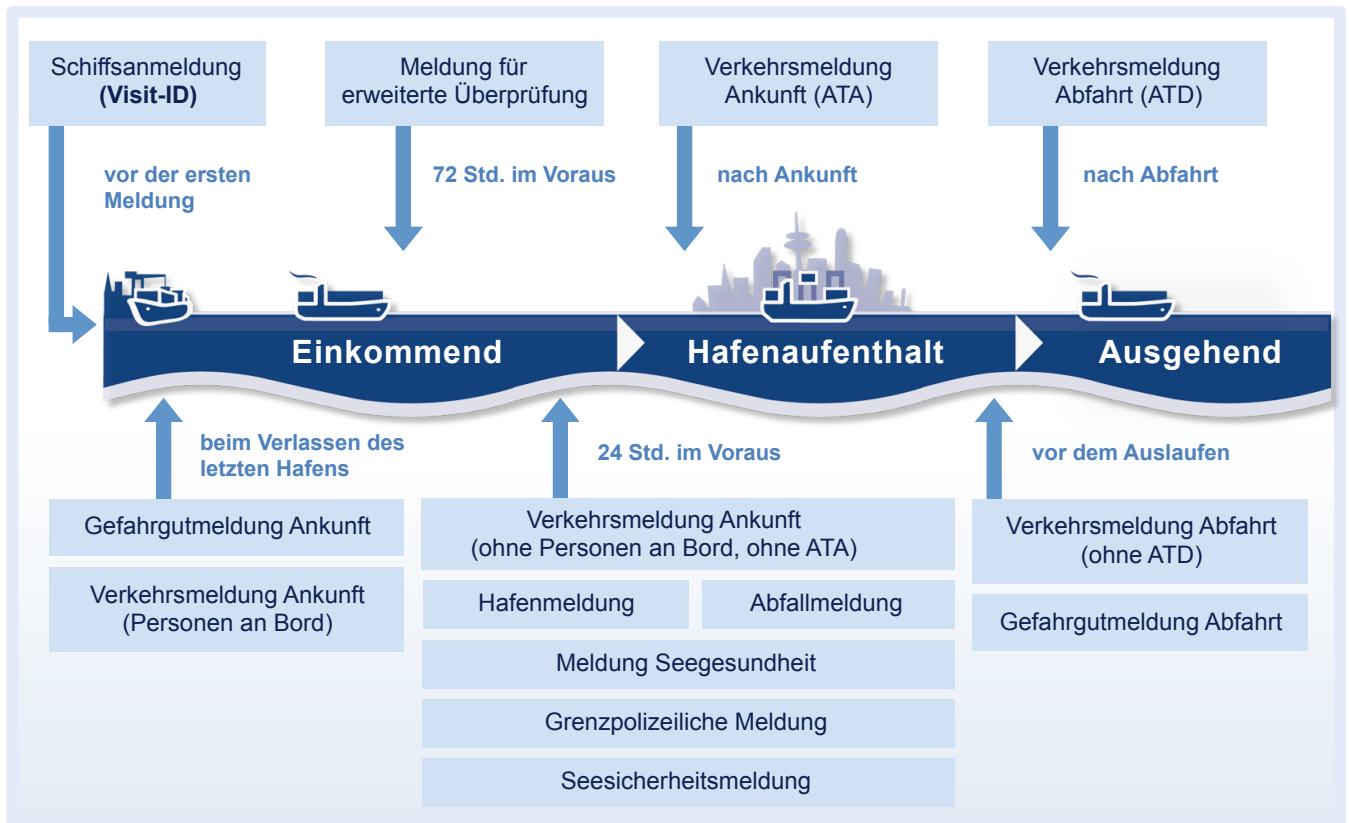 Schiffsanmeldung
(Visit-ID)
Meldung für
erweiterte Überprüfung
Verkehrsmeldung
Ankunft (ATA)
Verkehrsmeldung
Abfahrt (ATD)
vor der ersten
Meldung
72 Std. im Voraus
nach Ankunft
nach Abfahrt
Einkommend
Hafenaufenthalt
Ausgehend
beim Verlassen des
letzten Hafens
24 Std. im Voraus
vor dem Auslaufen
Gefahrgutmeldung Ankunft
Verkehrsmeldung Ankunft
(Personen an Bord)
Verkehrsmeldung Ankunft
(ohne Personen an Bord, ohne ATA)
Hafenmeldung
Abfallmeldung
Meldung Seegesundheit
Grenzpolizeiliche Meldung
Seesicherheitsmeldung
Verkehrsmeldung Abfahrt
(ohne ATD)
Gefahrgutmeldung Abfahrt